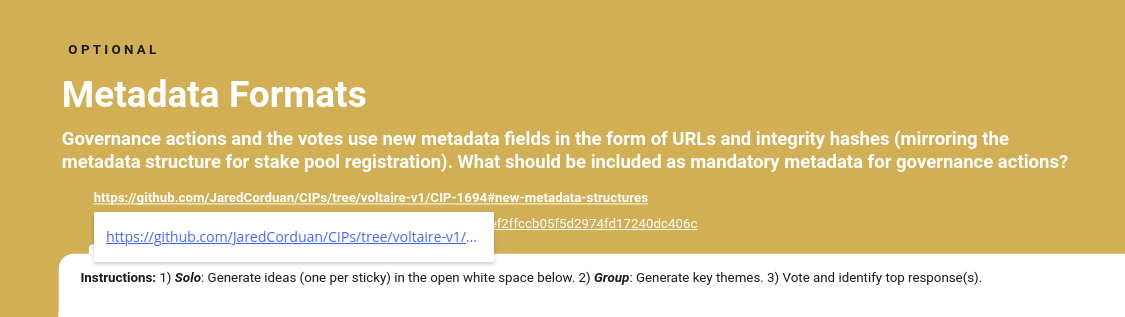 OPTIONAL
Metadata Formats
Governance actions and the votes use new metadata fields in the form of URLs and integrity hashes (mirroring the
metadata structure for stake pool registration). What should be included as mandatory metadata for governance actions?
https://github.com/JaredCorduan/CIPs/tree/voltaire-v1/CIP-1694#new-metadata-structures
ef2ffccb05f5d2974fd17240dc406c
https://github.com/JaredCorduan/CIPs/tree/voltaire-v1/...
Instructions: 1) Solo: Generate ideas (one per sticky) in the open white space below. 2) Group: Generate key themes. 3) Vote and identify top response(s).